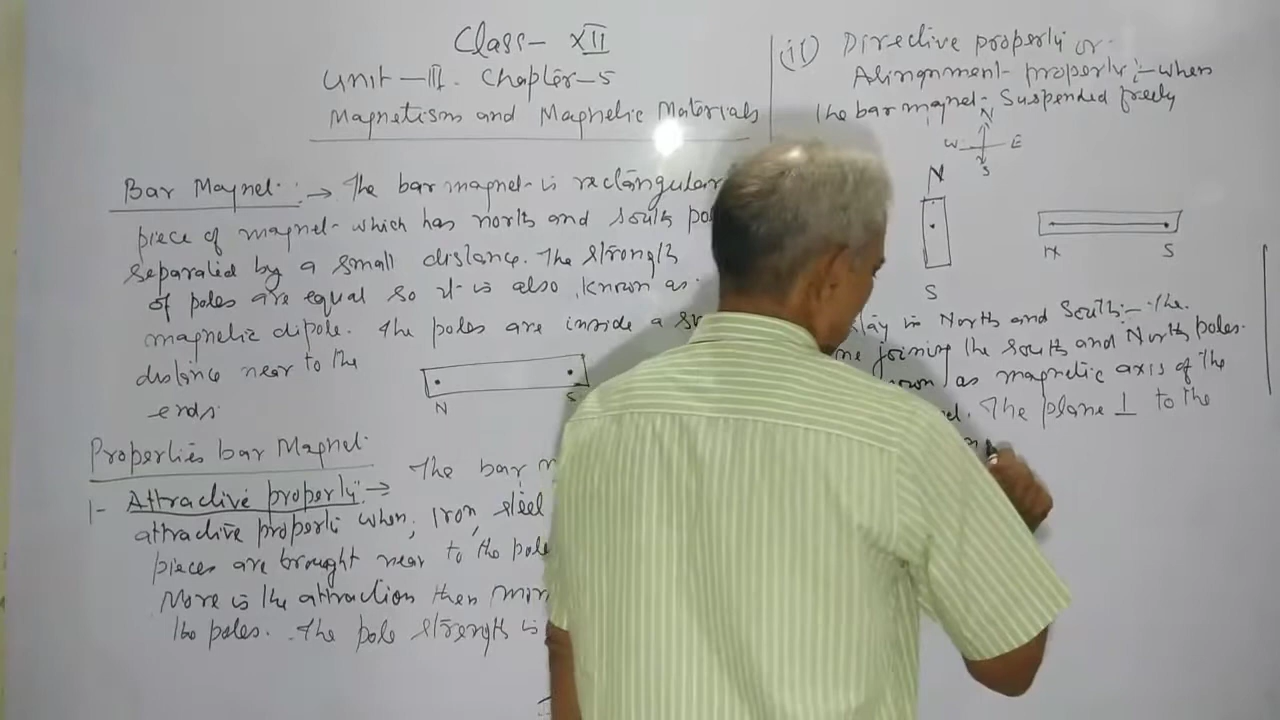 Class- XII
Unit-III. Chapter-5
Magnetism and Magnetic Materials
Bar Magnet:→ The bar magnet is rectangular
piece of magnet which has north and south po
separated by a small distance. The strength
of poles are equal so it is also known as
magnetic dipole. The poles are inside a
distance near to the
ends.
N S
Properties bar Magnet.
1- Attractive property:→ The bar
attractive property when, Iron, steel
pieces are brought near to the pole
More is the attraction then mor
the poles. The pole strength is
(ii) Directive property or
Alingnment property:- when
the bar magnet suspended freely
N
W E
S
N
S
N S
stay in North and South:- The
joining the south and North poles.
as magnetic axis of the
The plane ⊥ to the